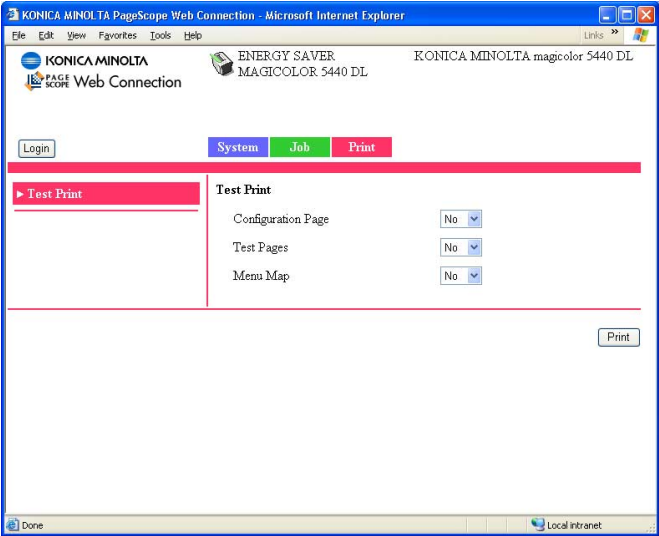 KONICA MINOLTA PageScope Web Connection - Microsoft Internet Explorer
File Edit View Favorites Tools Help Links »
KONICA MINOLTA
PAGE SCOPE Web Connection
ENERGY SAVER
MAGICOLOR 5440 DL
KONICA MINOLTA magicolor 5440 DL
Login
System Job Print
Test Print
Test Print
Configuration Page No
Test Pages No
Menu Map No
Print
Done Local intranet